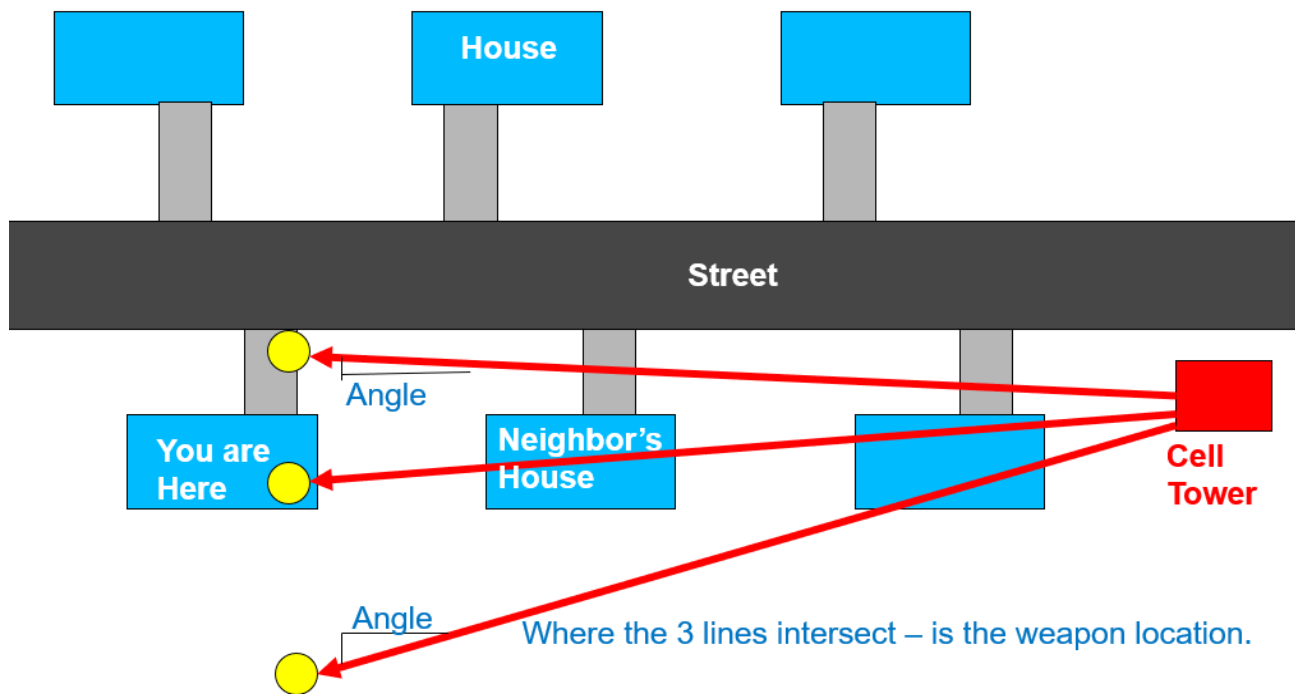 House
Street
Angle
You are
Here
Neighbor's
House
Cell
Tower
Angle
Where the 3 lines intersect – is the weapon location.